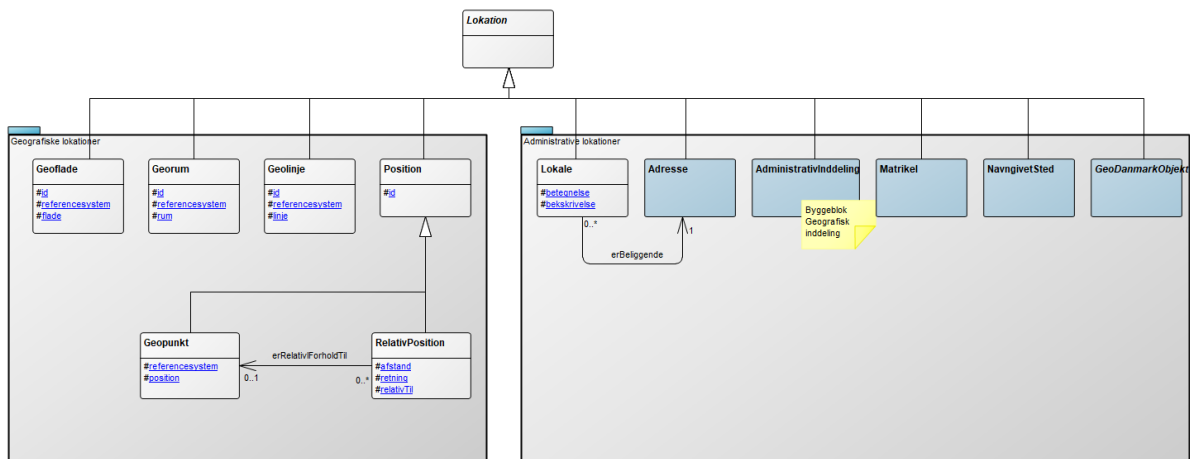 Lokation
Geografiske lokationer
Geoflade
#id
#referencesystem
#flade
Georum
#id
#referencesystem
#rum
Geolinje
#id
#referencesystem
#linje
Position
#id
Geopunkt
#referencesystem
#position
erRelativIForholdTil
0..1
0..*
RelativPosition
#afstand
#retning
#relativTil
Administrative lokationer
Lokale
#betegnelse
#bekskrivelse
0..*
erBeliggende
1
Adresse
AdministrativInddeling
Byggeblok
Geografisk
inddeling
Matrikel
NavngivetSted
GeoDanmarkObjekt